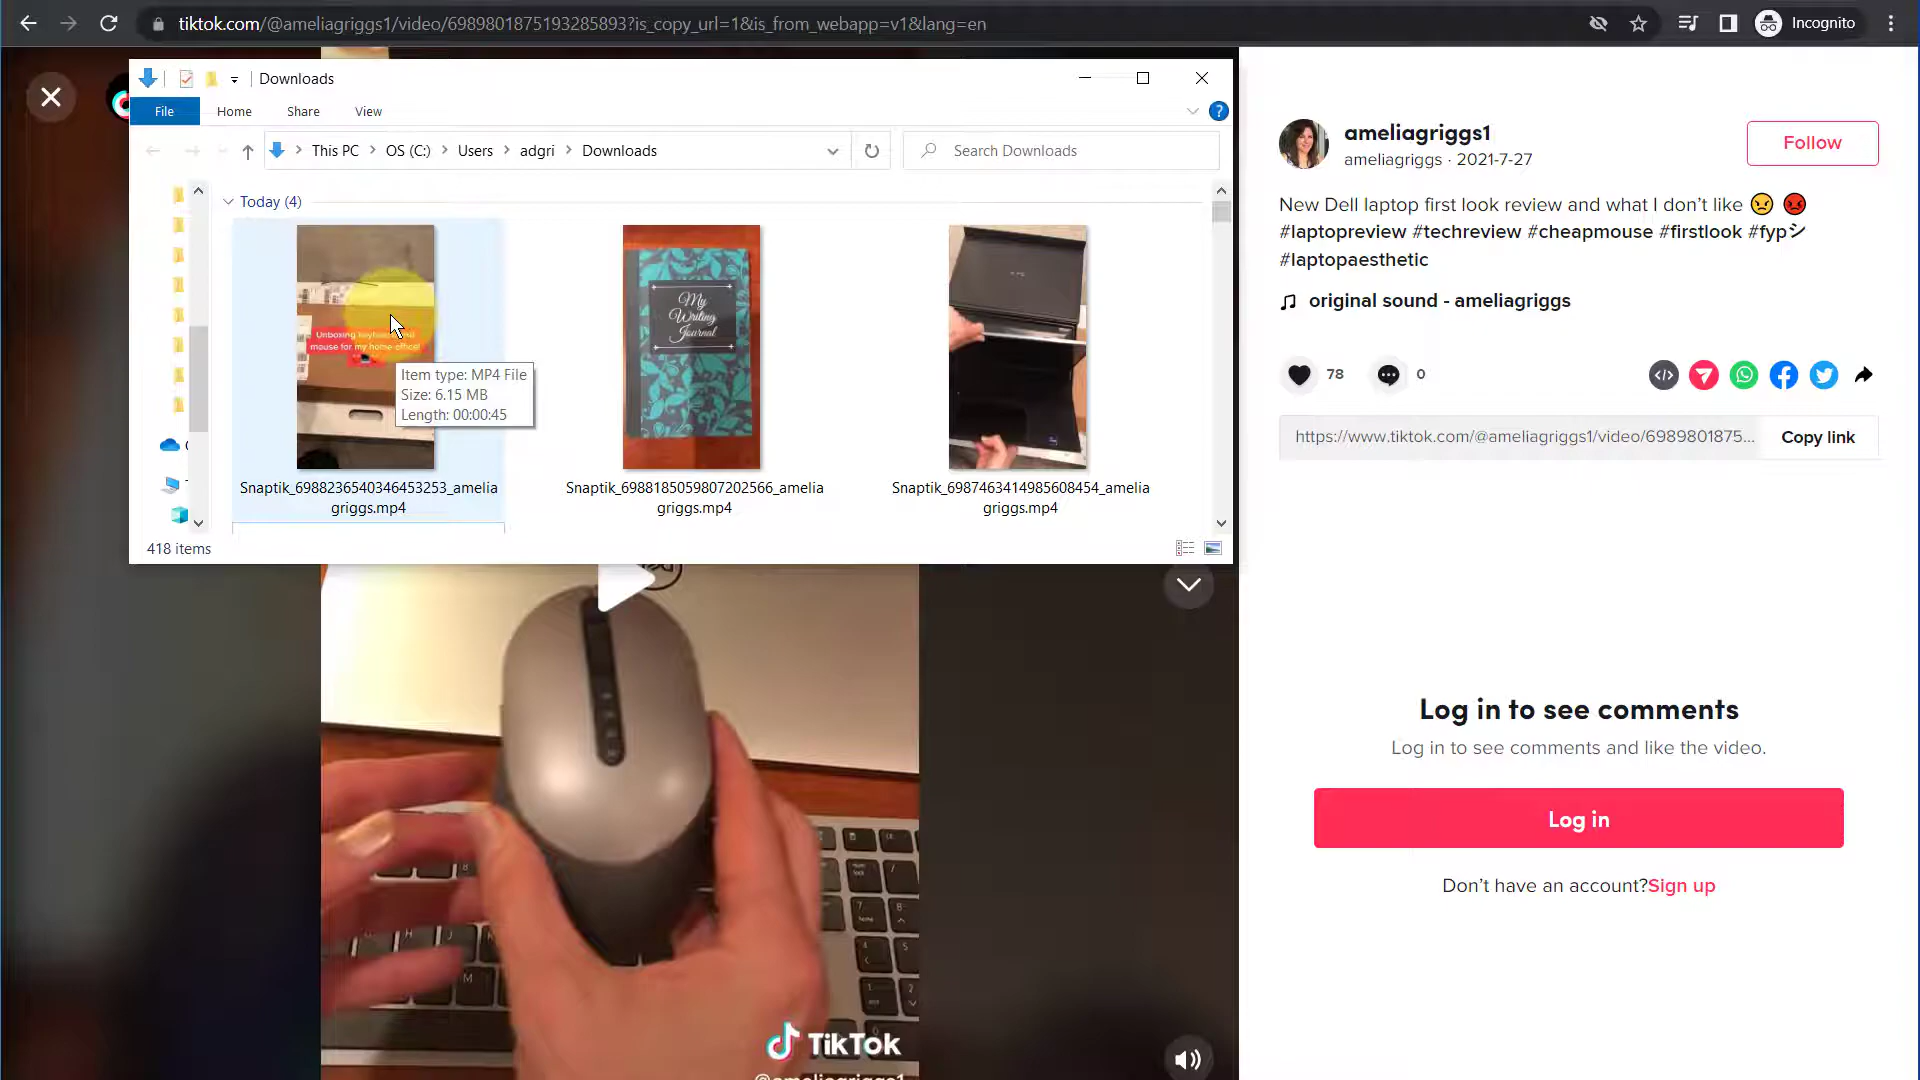 tiktok.com/@ameliagriggs1/video/6989801875193285893?is_copy_url=1&is_from_webapp=v1&lang=en
Incognito
Downloads
File
Home
Share
View
This PC
OS (C:)
Users
adgri
Downloads
Search Downloads
Today (4)
Unboxing keyboard and
mouse for my home office!
Item type: MP4 File
Size: 6.15 MB
Length: 00:00:45
My
Writing
Journal
Snaptik_6988236540346453253_amelia
griggs.mp4
Snaptik_6988185059807202566_amelia
griggs.mp4
Snaptik_6987463414985608454_amelia
griggs.mp4
418 items
TikTok
@ameliagriggs1
ameliagriggs1
ameliagriggs · 2021-7-27
Follow
New Dell laptop first look review and what I don’t like 😠 😡
#laptopreview #techreview #cheapmouse #firstlook #fypシ
#laptopaesthetic
original sound - ameliagriggs
78
0
https://www.tiktok.com/@ameliagriggs1/video/6989801875...
Copy link
Log in to see comments
Log in to see comments and like the video.
Log in
Don’t have an account?Sign up